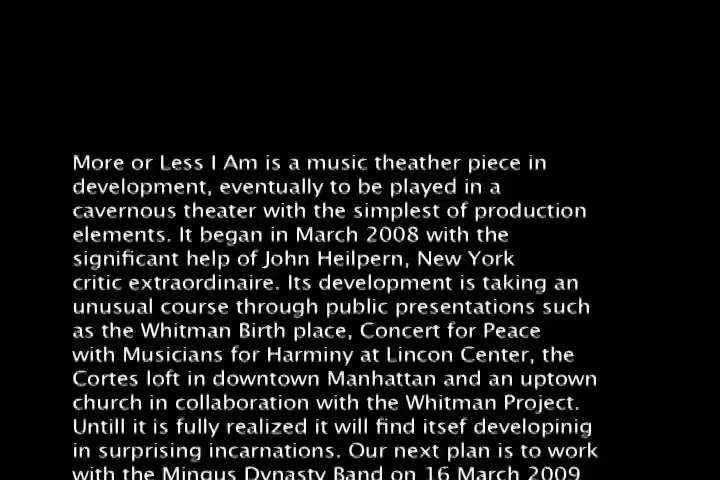 More or Less I Am is a music theather piece in
development, eventually to be played in a
cavernous theater with the simplest of production
elements. It began in March 2008 with the
significant help of John Heilpern, New York
critic extraordinaire. Its development is taking an
unusual course through public presentations such
as the Whitman Birth place, Concert for Peace
with Musicians for Harminy at Lincon Center, the
Cortes loft in downtown Manhattan and an uptown
church in collaboration with the Whitman Project.
Untill it is fully realized it will find itsef developinig
in surprising incarnations. Our next plan is to work
with the Mingus Dynasty Band on 16 March 2009